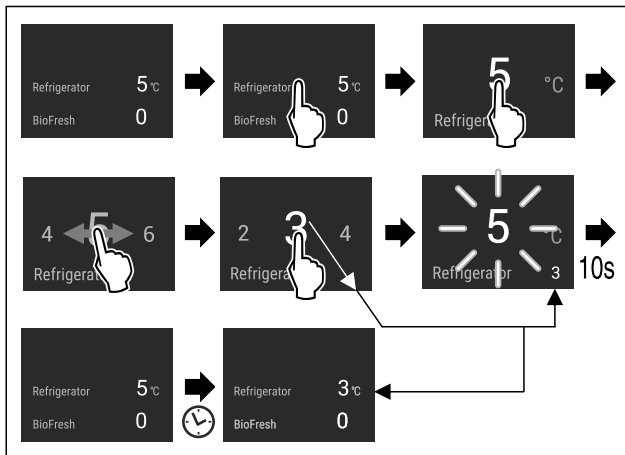 Refrigerator 5 °C
BioFresh 0
Refrigerator 5 °C
BioFresh 0
5 °C
Refriger
4 5 6
Refrigerat
2 3 4
Refrigera
5 °C
Refrigerator 3
10s
Refrigerator 5 °C
BioFresh 0
Refrigerator 3 °C
BioFresh 0